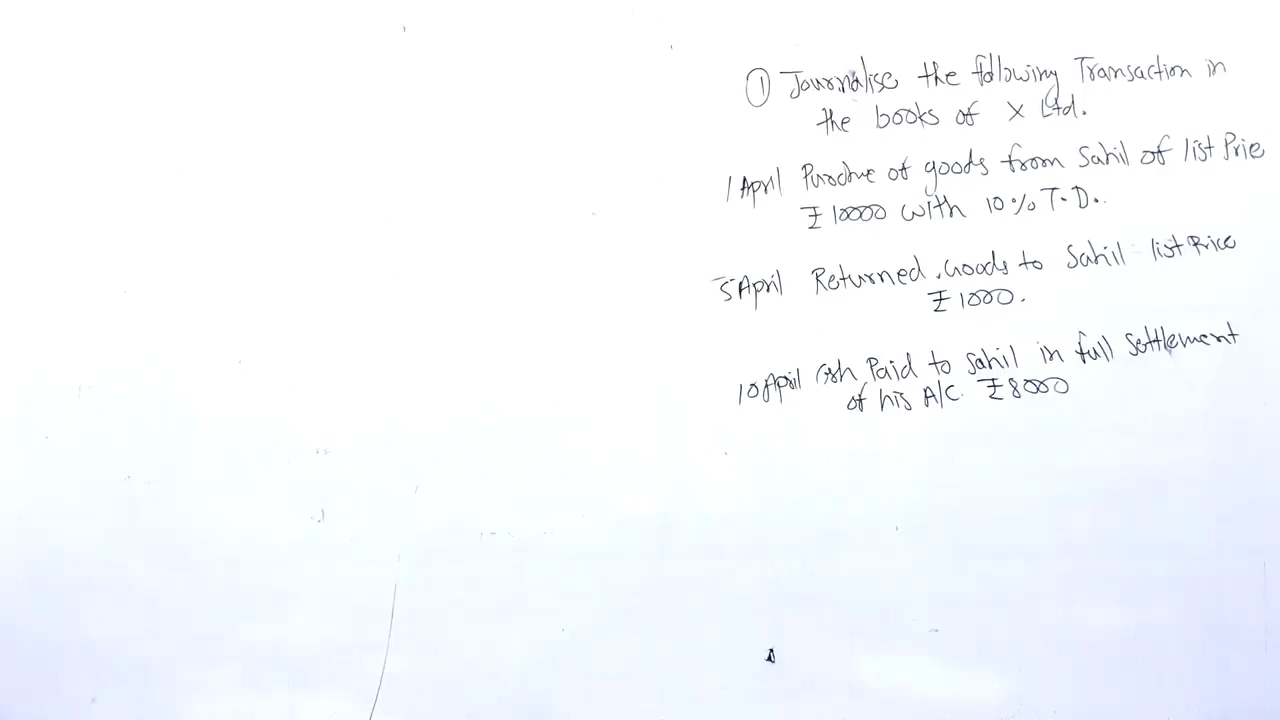 ① Journalise the following Transaction in
the books of X Ltd.
1 April Purchse of goods from Sahil of list Prie
₹ 10000 with 10% T.D.
5 April Returned Goods to Sahil list Price
₹ 1000.
10 April Cash Paid to Sahil in full Settlement
of his A/C. ₹ 8000